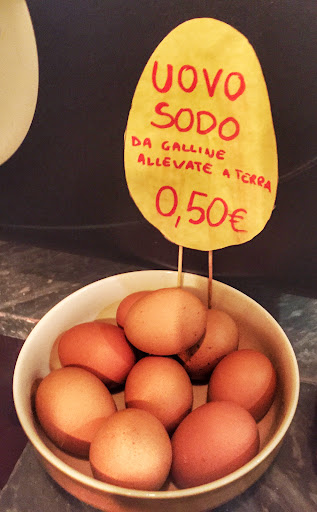 UOVO
SODO
DA GALLINE
ALLEVATE A TERRA
0,50€